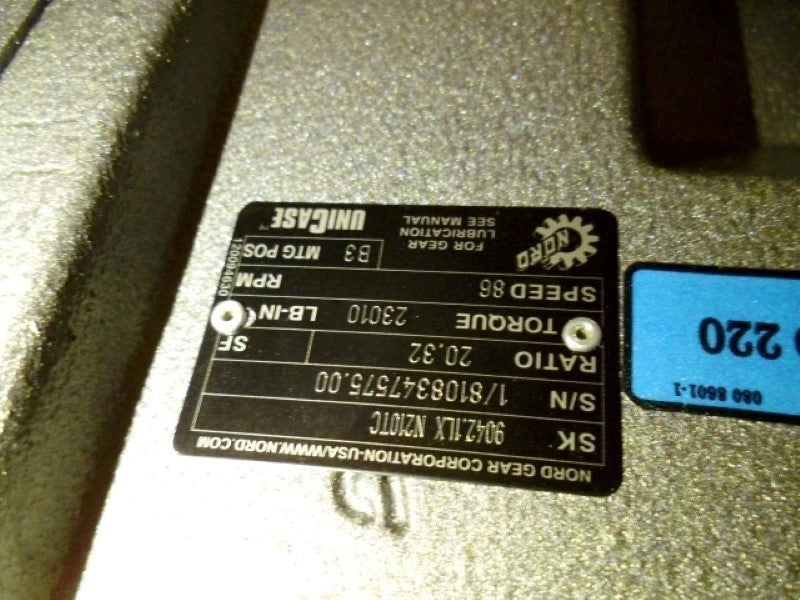 NORD GEAR CORPORATION-USA/WWW.NORD.COM
SK 9042.1LX N210TC
S/N 1/8108347575.00
RATIO 20.32 SF
TORQUE 23010 LB-IN
SPEED 86 RPM
B3 MTG POS
NORD
FOR GEAR
LUBRICATION
SEE MANUAL
UNICASE
080 8601-1
220